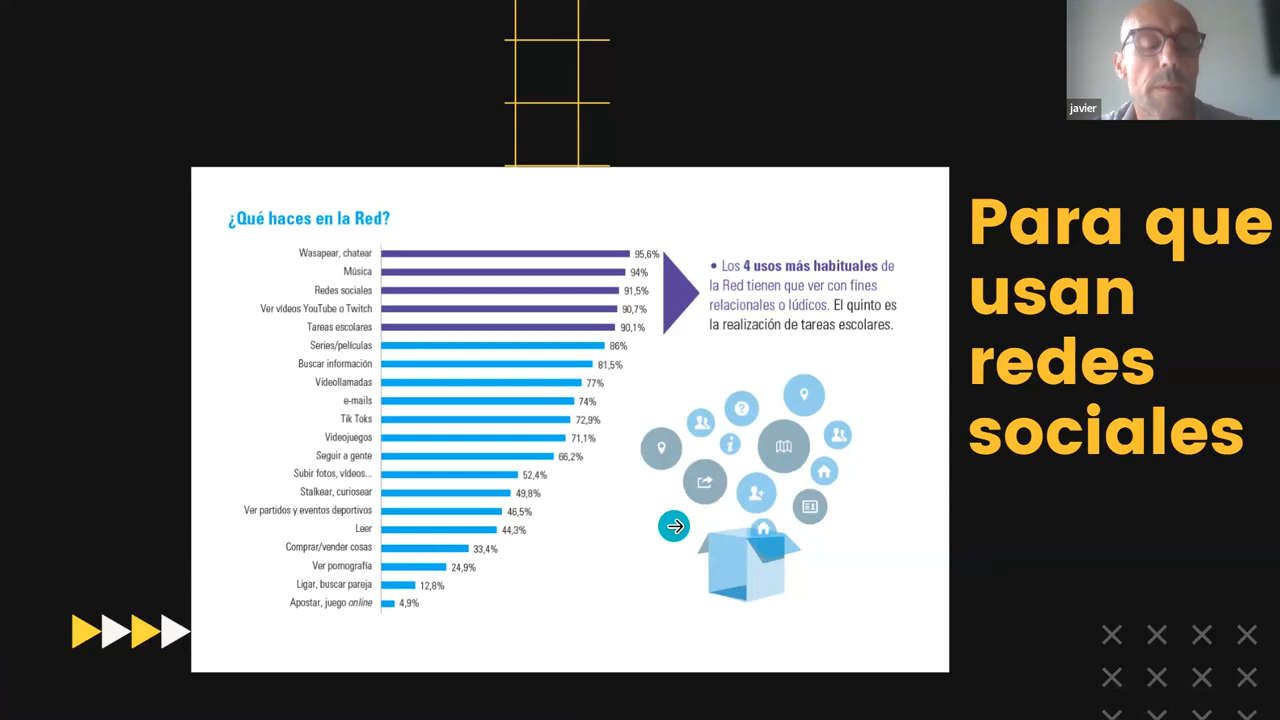 javier
Para que
usan
redes
sociales
¿Qué haces en la Red?
Wasapear, chatear 95,6%
Música 94%
Redes sociales 91,5%
Ver vídeos YouTube o Twitch 90,7%
Tareas escolares 90,1%
Series/películas 86%
Buscar información 81,5%
Videollamadas 77%
e-mails 74%
Tik Toks 72,9%
Videojuegos 71,1%
Seguir a gente 66,2%
Subir fotos, vídeos... 52,4%
Stalkear, curiosear 49,8%
Ver partidos y eventos deportivos 46,5%
Leer 44,3%
Comprar/vender cosas 33,4%
Ver pornografía 24,9%
Ligar, buscar pareja 12,8%
Apostar, juego online 4,9%
• Los 4 usos más habituales de
la Red tienen que ver con fines
relacionales o lúdicos. El quinto es
la realización de tareas escolares.